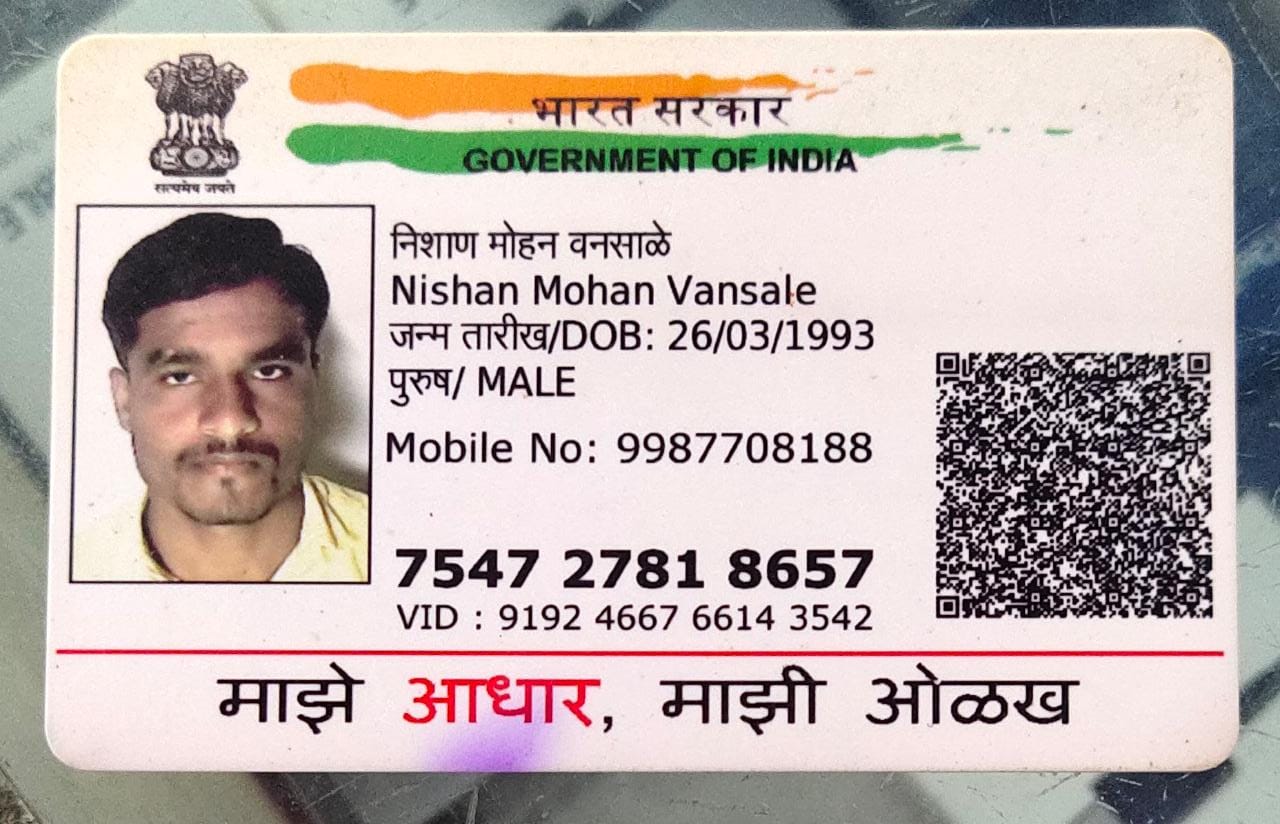 सत्यमेव जयते
भारत सरकार
GOVERNMENT OF INDIA
निशाण मोहन वनसाळे
Nishan Mohan Vansale
जन्म तारीख/DOB: 26/03/1993
पुरुष/ MALE
Mobile No: 9987708188
7547 2781 8657
VID : 9192 4667 6614 3542
माझे आधार, माझी ओळख